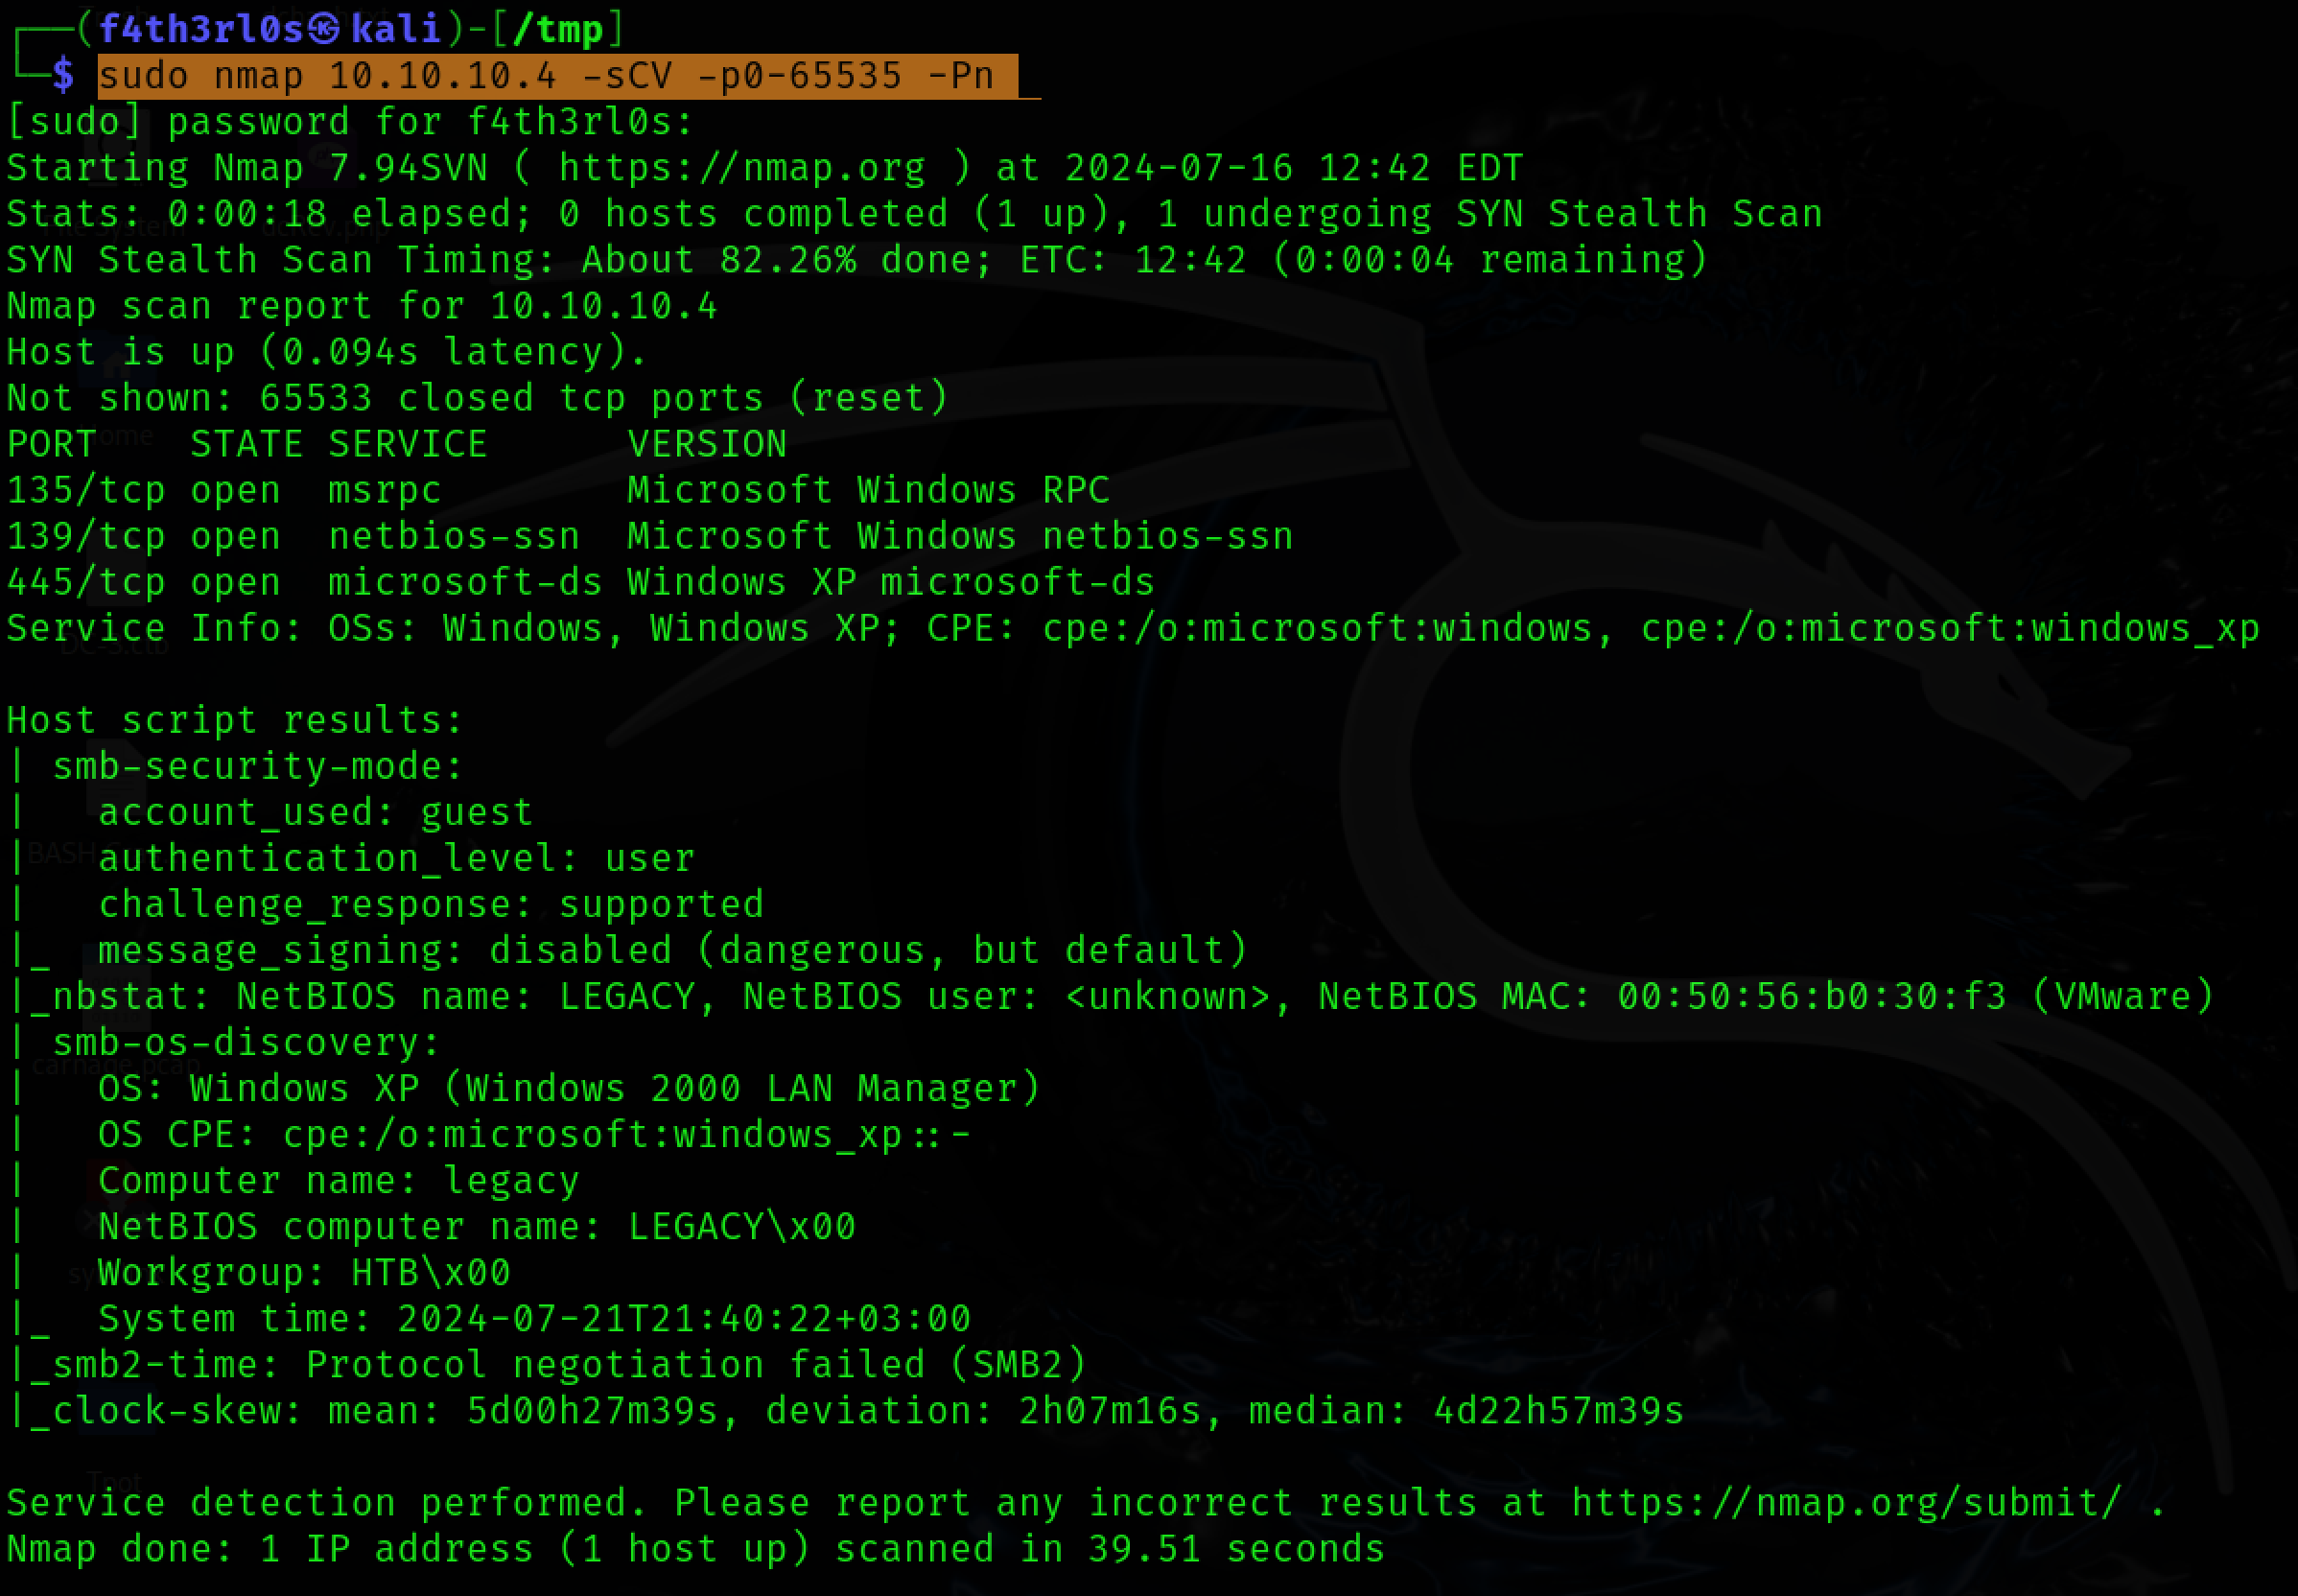 ┌──(f4th3rl0s㉿kali)-[/tmp]
└─$ sudo nmap 10.10.10.4 -sCV -p0-65535 -Pn
[sudo] password for f4th3rl0s:
Starting Nmap 7.94SVN ( https://nmap.org ) at 2024-07-16 12:42 EDT
Stats: 0:00:18 elapsed; 0 hosts completed (1 up), 1 undergoing SYN Stealth Scan
SYN Stealth Scan Timing: About 82.26% done; ETC: 12:42 (0:00:04 remaining)
Nmap scan report for 10.10.10.4
Host is up (0.094s latency).
Not shown: 65533 closed tcp ports (reset)
PORT    STATE SERVICE      VERSION
135/tcp open  msrpc        Microsoft Windows RPC
139/tcp open  netbios-ssn  Microsoft Windows netbios-ssn
445/tcp open  microsoft-ds Windows XP microsoft-ds
Service Info: OSs: Windows, Windows XP; CPE: cpe:/o:microsoft:windows, cpe:/o:microsoft:windows_xp

Host script results:
| smb-security-mode:
|   account_used: guest
|   authentication_level: user
|   challenge_response: supported
|_  message_signing: disabled (dangerous, but default)
|_nbstat: NetBIOS name: LEGACY, NetBIOS user: <unknown>, NetBIOS MAC: 00:50:56:b0:30:f3 (VMware)
| smb-os-discovery:
|   OS: Windows XP (Windows 2000 LAN Manager)
|   OS CPE: cpe:/o:microsoft:windows_xp::-
|   Computer name: legacy
|   NetBIOS computer name: LEGACY\x00
|   Workgroup: HTB\x00
|_  System time: 2024-07-21T21:40:22+03:00
|_smb2-time: Protocol negotiation failed (SMB2)
|_clock-skew: mean: 5d00h27m39s, deviation: 2h07m16s, median: 4d22h57m39s

Service detection performed. Please report any incorrect results at https://nmap.org/submit/ .
Nmap done: 1 IP address (1 host up) scanned in 39.51 seconds